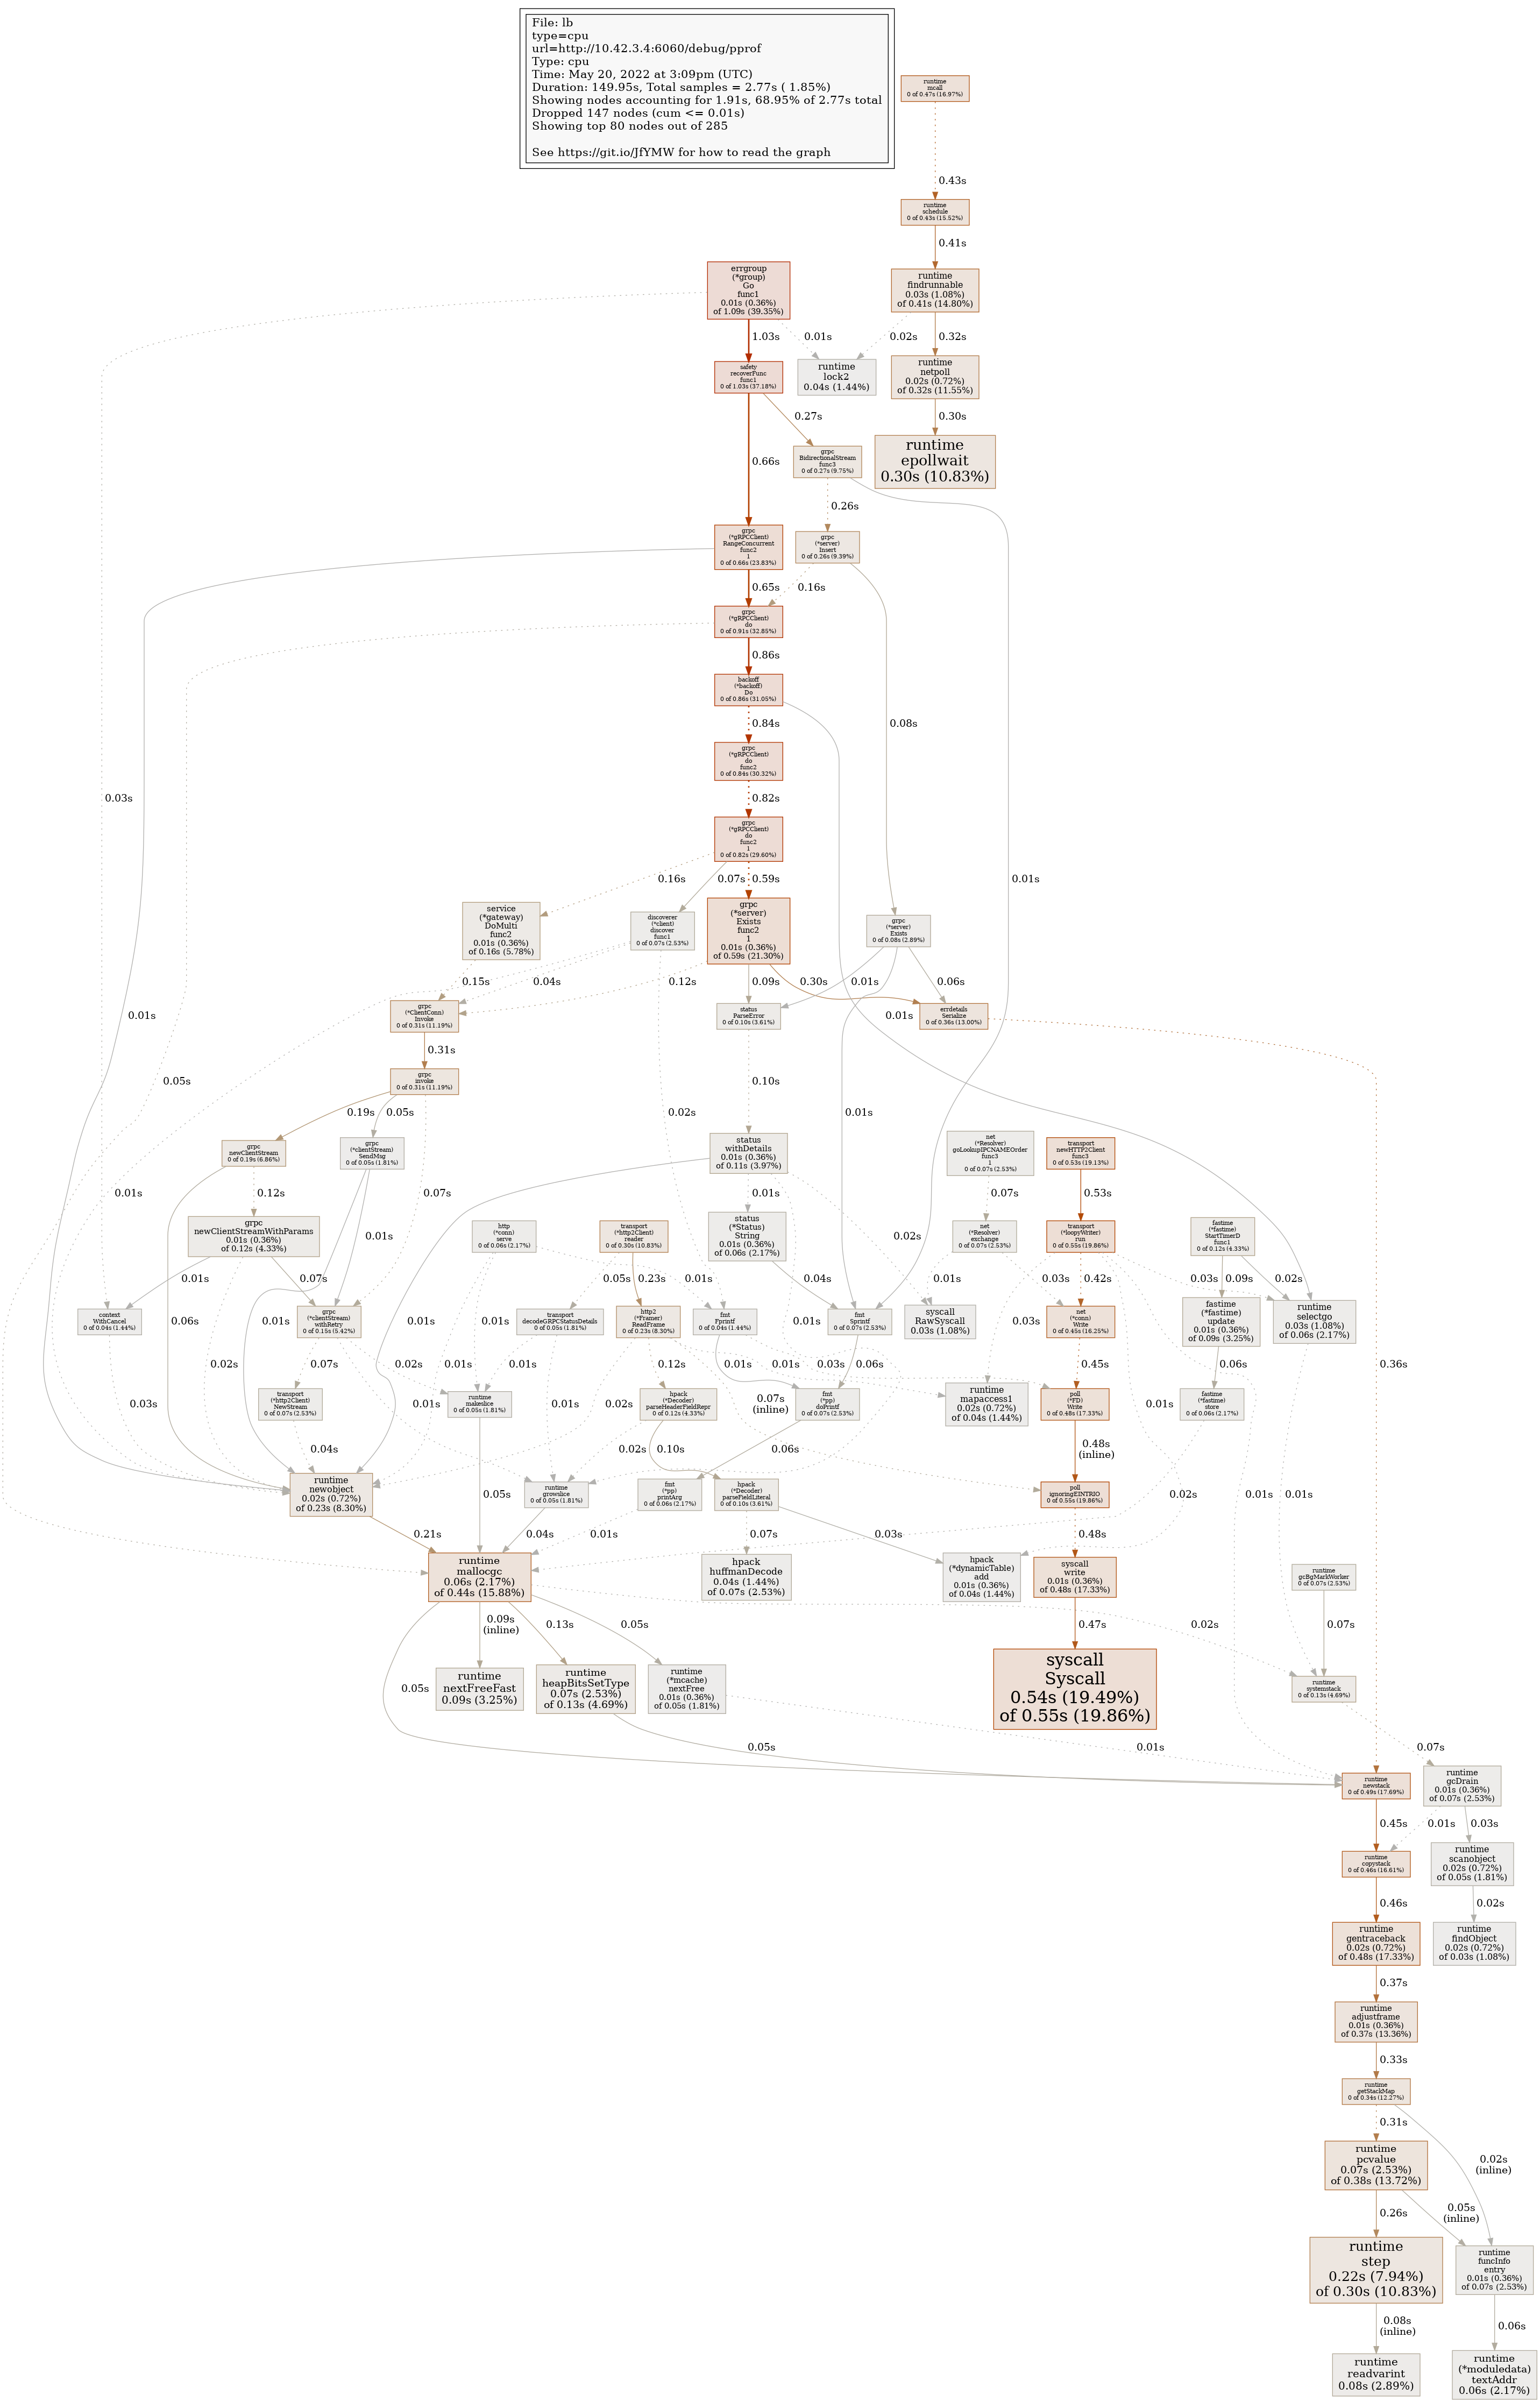 File: lb
type=cpu
url=http://10.42.3.4:6060/debug/pprof
Type: cpu
Time: May 20, 2022 at 3:09pm (UTC)
Duration: 149.95s, Total samples = 2.77s ( 1.85%)
Showing nodes accounting for 1.91s, 68.95% of 2.77s total
Dropped 147 nodes (cum <= 0.01s)
Showing top 80 nodes out of 285
See https://git.io/JfYMW for how to read the graph
runtime
mcall
0 of 0.47s (16.97%)
0.43s
runtime
schedule
0 of 0.43s (15.52%)
0.41s
errgroup
(*group)
Go
func1
0.01s (0.36%)
of 1.09s (39.35%)
runtime
findrunnable
0.03s (1.08%)
of 0.41s (14.80%)
1.03s
0.01s
0.02s
0.32s
safety
recoverFunc
func1
0 of 1.03s (37.18%)
runtime
lock2
0.04s (1.44%)
runtime
netpoll
0.02s (0.72%)
of 0.32s (11.55%)
0.27s
0.30s
0.66s
grpc
BidirectionalStream
func3
0 of 0.27s (9.75%)
runtime
epollwait
0.30s (10.83%)
0.26s
grpc
(*gRPCClient)
RangeConcurrent
func2
1
0 of 0.66s (23.83%)
grpc
(*server)
Insert
0 of 0.26s (9.39%)
0.65s
0.16s
grpc
(*gRPCClient)
do
0 of 0.91s (32.85%)
0.86s
backoff
(*backoff)
Do
0 of 0.86s (31.05%)
0.84s
0.08s
grpc
(*gRPCClient)
do
func2
0 of 0.84s (30.32%)
0.03s
0.82s
grpc
(*gRPCClient)
do
func2
1
0 of 0.82s (29.60%)
0.16s
0.07s
0.59s
0.01s
service
(*gateway)
DoMulti
func2
0.01s (0.36%)
of 0.16s (5.78%)
discoverer
(*client)
discover
func1
0 of 0.07s (2.53%)
grpc
(*server)
Exists
func2
1
0.01s (0.36%)
of 0.59s (21.30%)
grpc
(*server)
Exists
0 of 0.08s (2.89%)
0.15s
0.04s
0.12s
0.09s
0.30s
0.01s
0.06s
0.01s
grpc
(*ClientConn)
Invoke
0 of 0.31s (11.19%)
status
ParseError
0 of 0.10s (3.61%)
0.01s
errdetails
Serialize
0 of 0.36s (13.00%)
0.31s
0.05s
grpc
invoke
0 of 0.31s (11.19%)
0.10s
0.19s
0.05s
0.02s
0.01s
grpc
newClientStream
0 of 0.19s (6.86%)
grpc
(*clientStream)
SendMsg
0 of 0.05s (1.81%)
status
withDetails
0.01s (0.36%)
of 0.11s (3.97%)
net
(*Resolver)
goLookupIPCNAMEOrder
func3
1
0 of 0.07s (2.53%)
transport
newHTTP2Client
func3
0 of 0.53s (19.13%)
0.01s
0.12s
0.07s
0.01s
0.07s
0.53s
grpc
newClientStreamWithParams
0.01s (0.36%)
of 0.12s (4.33%)
0.01s
http
(*conn)
serve
0 of 0.06s (2.17%)
transport
(*http2Client)
reader
0 of 0.30s (10.83%)
status
(*Status)
String
0.01s (0.36%)
of 0.06s (2.17%)
0.02s
net
(*Resolver)
exchange
0 of 0.07s (2.53%)
transport
(*loopyWriter)
run
0 of 0.55s (19.86%)
fastime
(*fastime)
StartTimerD
func1
0 of 0.12s (4.33%)
0.01s
0.07s
0.05s
0.23s
0.01s
0.04s
0.01s
0.03s
0.42s
0.03s
0.09s
0.02s
context
WithCancel
0 of 0.04s (1.44%)
0.06s
0.01s
grpc
(*clientStream)
withRetry
0 of 0.15s (5.42%)
0.01s
0.01s
transport
decodeGRPCStatusDetails
0 of 0.05s (1.81%)
http2
(*Framer)
ReadFrame
0 of 0.23s (8.30%)
fmt
Fprintf
0 of 0.04s (1.44%)
0.01s
fmt
Sprintf
0 of 0.07s (2.53%)
syscall
RawSyscall
0.03s (1.08%)
0.03s
net
(*conn)
Write
0 of 0.45s (16.25%)
fastime
(*fastime)
update
0.01s (0.36%)
of 0.09s (3.25%)
runtime
selectgo
0.03s (1.08%)
of 0.06s (2.17%)
0.36s
0.02s
0.07s
0.02s
0.01s
0.01s
0.12s
0.01s
0.01s
0.03s
0.06s
0.45s
0.06s
0.03s
transport
(*http2Client)
NewStream
0 of 0.07s (2.53%)
0.01s
runtime
makeslice
0 of 0.05s (1.81%)
0.01s
0.02s
hpack
(*Decoder)
parseHeaderFieldRepr
0 of 0.12s (4.33%)
0.07s
(inline)
fmt
(*pp)
doPrintf
0 of 0.07s (2.53%)
runtime
mapaccess1
0.02s (0.72%)
of 0.04s (1.44%)
poll
(*FD)
Write
0 of 0.48s (17.33%)
0.01s
fastime
(*fastime)
store
0 of 0.06s (2.17%)
0.04s
0.02s
0.10s
0.06s
0.48s
(inline)
runtime
newobject
0.02s (0.72%)
of 0.23s (8.30%)
0.05s
runtime
growslice
0 of 0.05s (1.81%)
fmt
(*pp)
printArg
0 of 0.06s (2.17%)
hpack
(*Decoder)
parseFieldLiteral
0 of 0.10s (3.61%)
poll
ignoringEINTRIO
0 of 0.55s (19.86%)
0.02s
0.01s
0.01s
0.21s
0.04s
0.01s
0.07s
0.03s
0.48s
runtime
mallocgc
0.06s (2.17%)
of 0.44s (15.88%)
hpack
huffmanDecode
0.04s (1.44%)
of 0.07s (2.53%)
hpack
(*dynamicTable)
add
0.01s (0.36%)
of 0.04s (1.44%)
syscall
write
0.01s (0.36%)
of 0.48s (17.33%)
runtime
gcBgMarkWorker
0 of 0.07s (2.53%)
0.09s
(inline)
0.13s
0.05s
0.02s
0.47s
0.07s
0.05s
runtime
nextFreeFast
0.09s (3.25%)
runtime
heapBitsSetType
0.07s (2.53%)
of 0.13s (4.69%)
runtime
(*mcache)
nextFree
0.01s (0.36%)
of 0.05s (1.81%)
syscall
Syscall
0.54s (19.49%)
of 0.55s (19.86%)
runtime
systemstack
0 of 0.13s (4.69%)
0.05s
0.01s
0.07s
runtime
newstack
0 of 0.49s (17.69%)
runtime
gcDrain
0.01s (0.36%)
of 0.07s (2.53%)
0.45s
0.01s
0.03s
runtime
copystack
0 of 0.46s (16.61%)
runtime
scanobject
0.02s (0.72%)
of 0.05s (1.81%)
0.46s
0.02s
runtime
gentraceback
0.02s (0.72%)
of 0.48s (17.33%)
runtime
findObject
0.02s (0.72%)
of 0.03s (1.08%)
0.37s
runtime
adjustframe
0.01s (0.36%)
of 0.37s (13.36%)
0.33s
runtime
getStackMap
0 of 0.34s (12.27%)
0.31s
runtime
pcvalue
0.07s (2.53%)
of 0.38s (13.72%)
0.02s
(inline)
0.26s
0.05s
(inline)
runtime
step
0.22s (7.94%)
of 0.30s (10.83%)
runtime
funcInfo
entry
0.01s (0.36%)
of 0.07s (2.53%)
0.08s
(inline)
0.06s
runtime
readvarint
0.08s (2.89%)
runtime
(*moduledata)
textAddr
0.06s (2.17%)